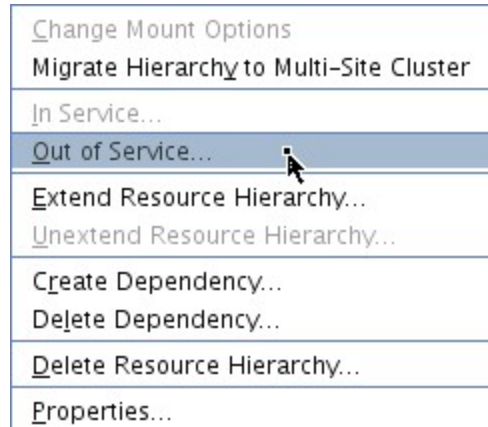 Change Mount Options
Migrate Hierarchy to Multi-Site Cluster
In Service...
Out of Service...
Extend Resource Hierarchy...
Unextend Resource Hierarchy...
Create Dependency...
Delete Dependency...
Delete Resource Hierarchy...
Properties...